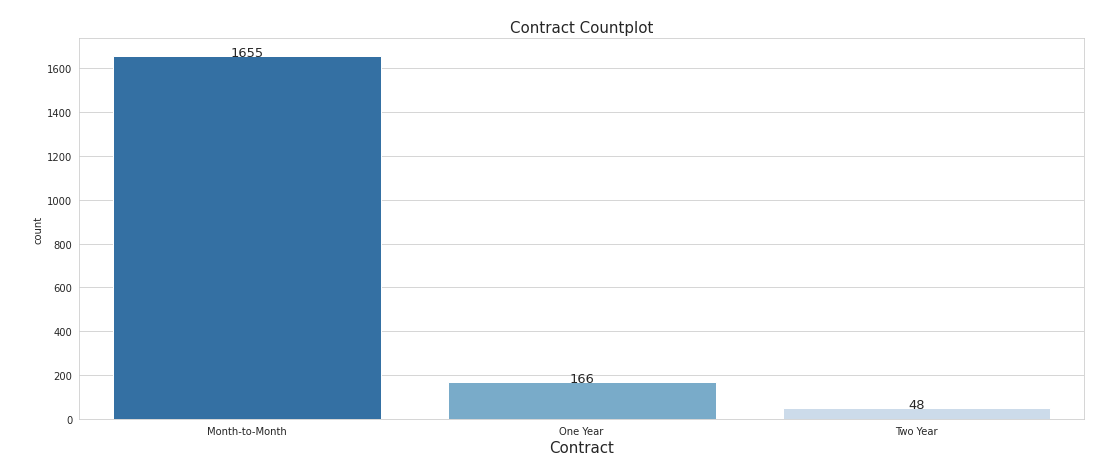 Contract Countplot
1655
1600
1400
1200
1000
count
800
600
400
166
200
48
0
Month-to-Month
One Year
Two Year
Contract